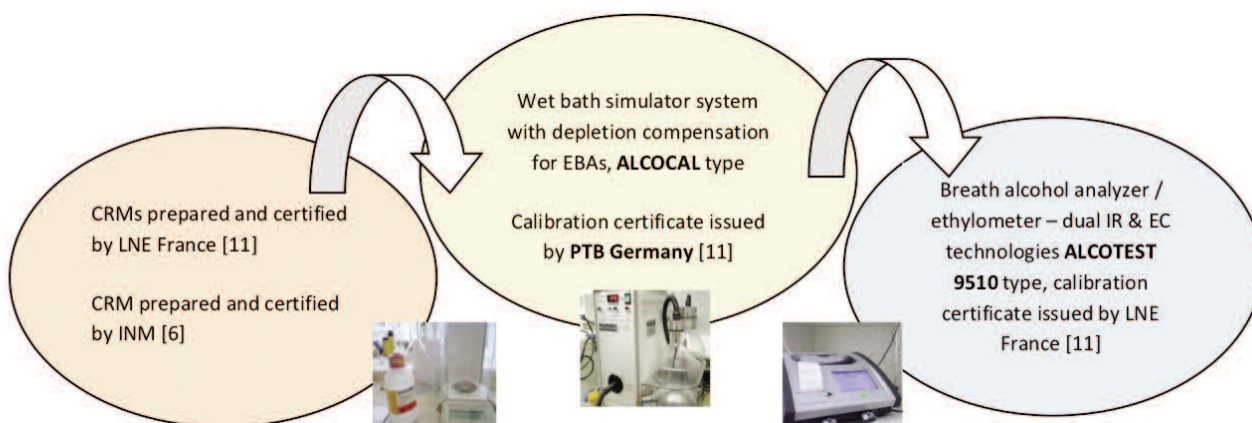 CRMs prepared and certified
by LNE France [11]
CRM prepared and certified
by INM [6]
Wet bath simulator system
with depletion compensation
for EBAs, ALCOCAL type
Calibration certificate issued
by PTB Germany [11]
Breath alcohol analyzer /
ethylometer – dual IR & EC
technologies ALCOTEST
9510 type, calibration
certificate issued by LNE
France [11]